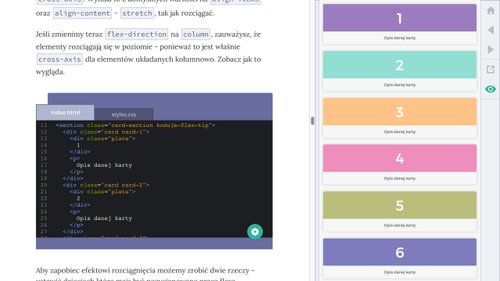 oraz align-content - stretch, tak jak rozciągać.
Jeśli zmienimy teraz flex-direction na column, zauważysz, że
elementy rozciągają się w poziomie - ponieważ to jest właśnie
cross-axis dla elementów układanych kolumnowo. Zobacz jak to
wygląda.
index.html
styles.css
11 <section class="card-section koduje-flex-tip">
12 <div class="card card-1">
13 <div class="plate">
14 1
15 </div>
16 <p>
17 Opis danej karty
18 </p>
19 </div>
20 <div class="card card-2">
21 <div class="plate">
22 2
23 </div>
24 <p>
25 Opis danej karty
26 </p>
27 </div>
Aby zapobiec efektowi rozciągnięcia możemy zrobić dwie rzeczy -
1
Opis danej karty
2
Opis danej karty
3
Opis danej karty
4
Opis danej karty
5
Opis danej karty
6
Opis danej karty